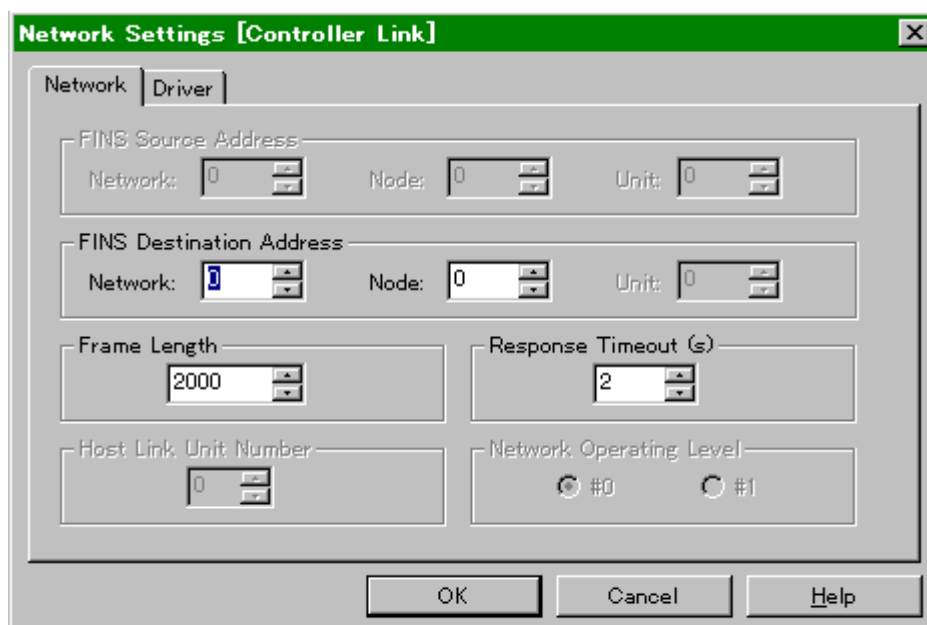 Network Settings [Controller Link]
Network Driver
FINS Source Address
Network: 0 Node: 0 Unit: 0
FINS Destination Address
Network: 0 Node: 0 Unit: 0
Frame Length Response Timeout (s)
2000 2
Host Link Unit Number Network Operating Level
0 #0 #1
OK Cancel Help